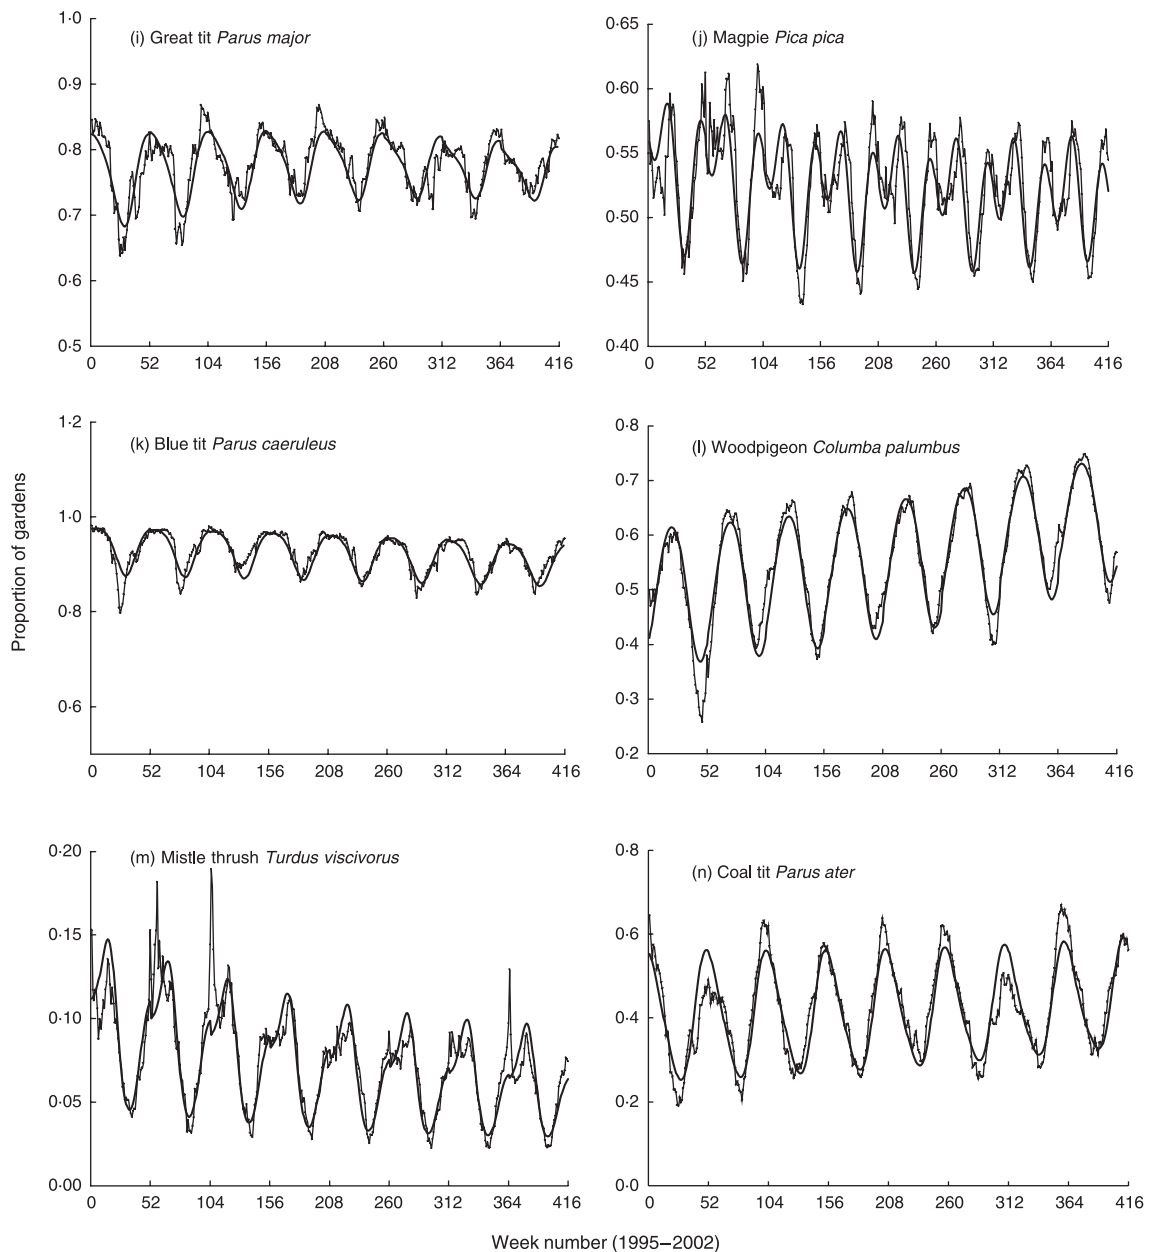 (i) Great tit Parus major
1·0
0·9
0·8
0·7
0·6
0·5
0 52 104 156 208 260 312 364 416
(j) Magpie Pica pica
0·65
0·60
0·55
0·50
0·45
0·40
0 52 104 156 208 260 312 364 416
(k) Blue tit Parus caeruleus
1·2
1·0
0·8
0·6
0 52 104 156 208 260 312 364 416
(l) Woodpigeon Columba palumbus
0·8
0·7
0·6
0·5
0·4
0·3
0·2
0 52 104 156 208 260 312 364 416
Proportion of gardens
(m) Mistle thrush Turdus viscivorus
0·20
0·15
0·10
0·05
0·00
0 52 104 156 208 260 312 364 416
(n) Coal tit Parus ater
0·8
0·6
0·4
0·2
0·0
0 52 104 156 208 260 312 364 416
Week number (1995–2002)